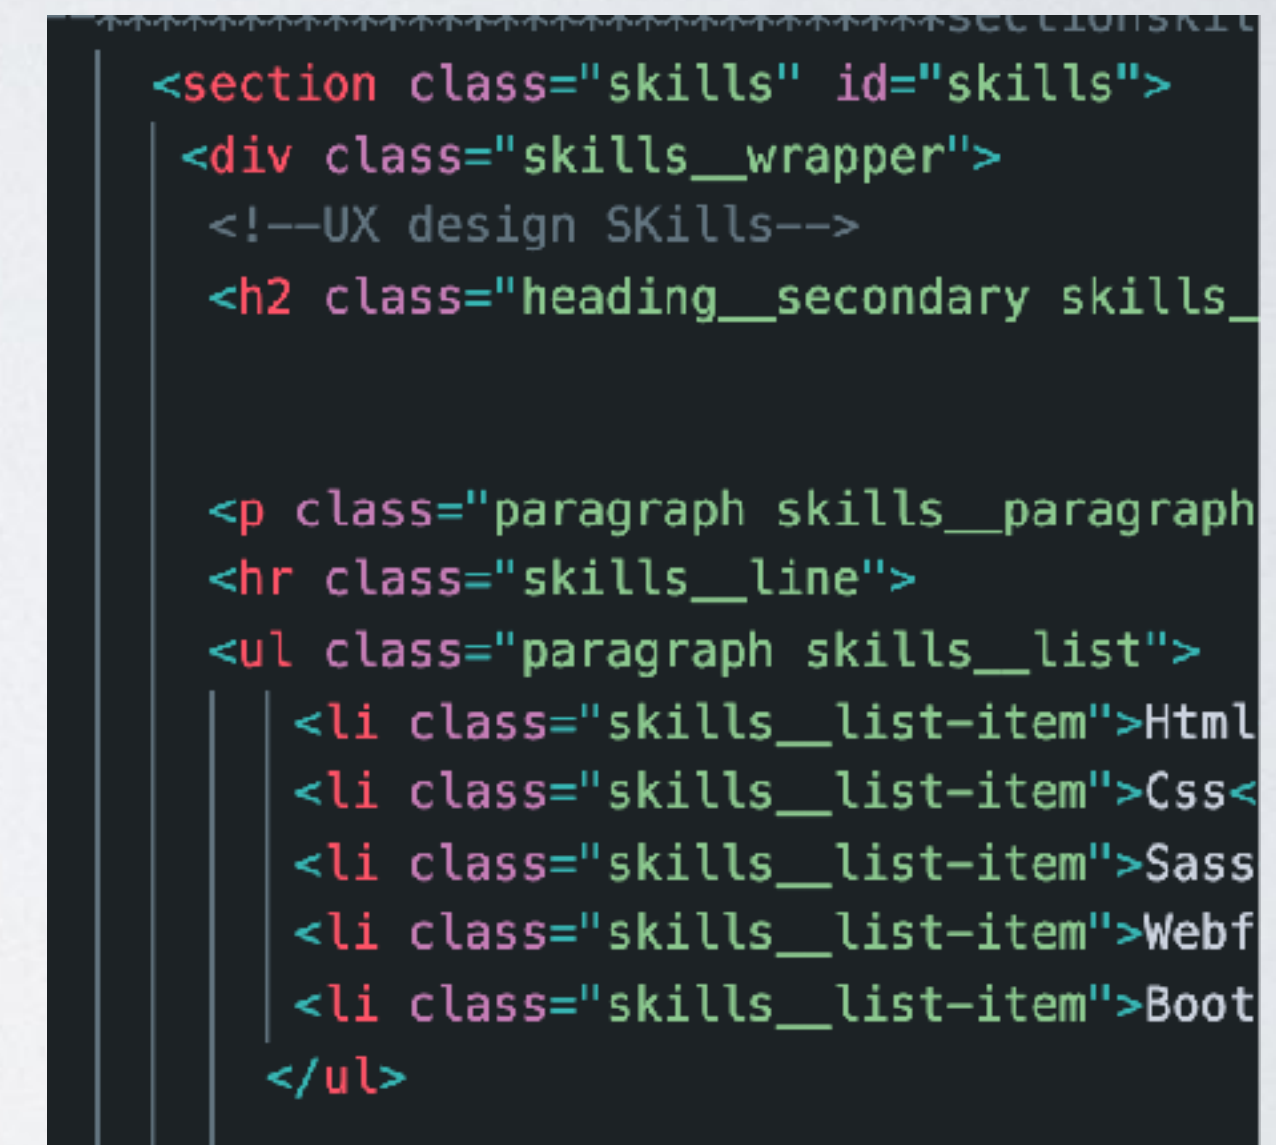 ******************************sectionskil
<section class="skills" id="skills">
<div class="skills__wrapper">
<!--UX design SKills-->
<h2 class="heading__secondary skills_
<p class="paragraph skills__paragraph
<hr class="skills__line">
<ul class="paragraph skills__list">
<li class="skills__list-item">Html
<li class="skills__list-item">Css<
<li class="skills__list-item">Sass
<li class="skills__list-item">Webf
<li class="skills__list-item">Boot
</ul>